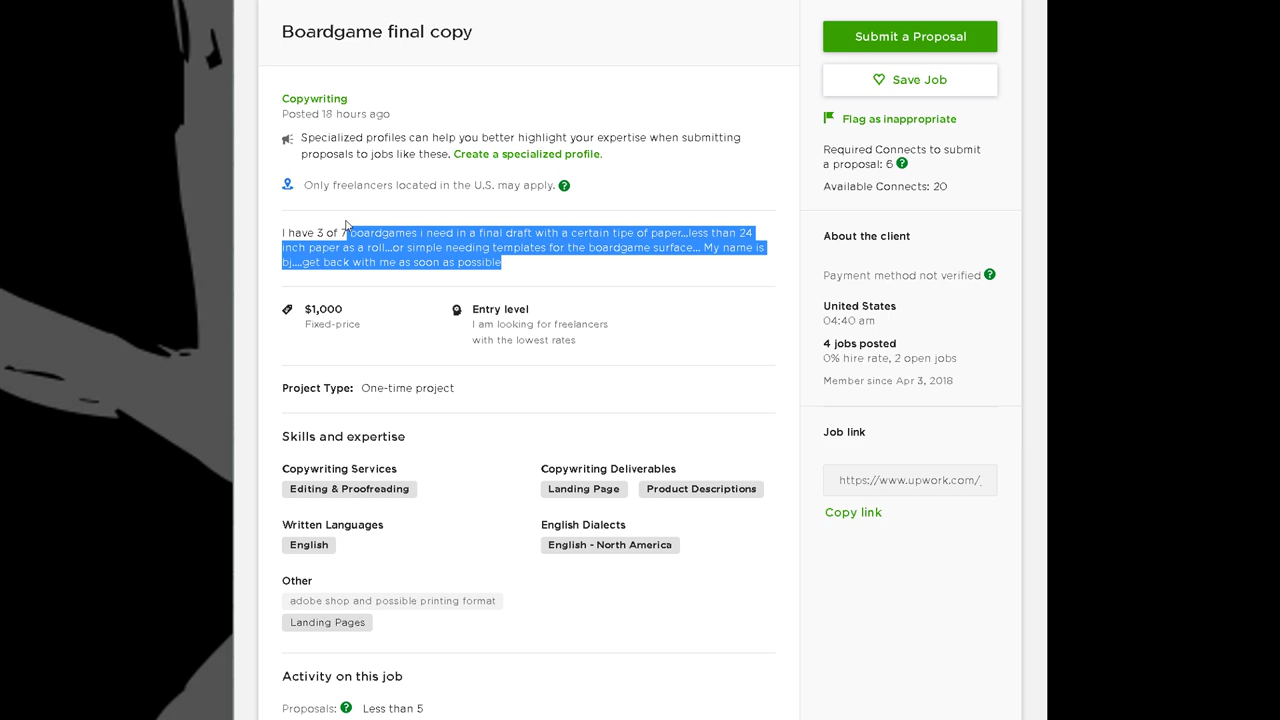 Boardgame final copy
Copywriting
Posted 18 hours ago
Specialized profiles can help you better highlight your expertise when submitting
proposals to jobs like these. Create a specialized profile.
Only freelancers located in the U.S. may apply.
I have 3 of 7 boardgames i need in a final draft with a certain tipe of paper...less than 24
inch paper as a roll...or simple needing templates for the boardgame surface... My name is
bj....get back with me as soon as possible
$1,000
Fixed-price
Entry level
I am looking for freelancers
with the lowest rates
Project Type: One-time project
Skills and expertise
Copywriting Services
Editing & Proofreading
Copywriting Deliverables
Landing Page Product Descriptions
Written Languages
English
English Dialects
English - North America
Other
adobe shop and possible printing format
Landing Pages
Activity on this job
Proposals: ? Less than 5
Submit a Proposal
Save Job
Flag as inappropriate
Required Connects to submit
a proposal: 6 ?
Available Connects: 20
About the client
Payment method not verified ?
United States
04:40 am
4 jobs posted
0% hire rate, 2 open jobs
Member since Apr 3, 2018
Job link
https://www.upwork.com/
Copy link